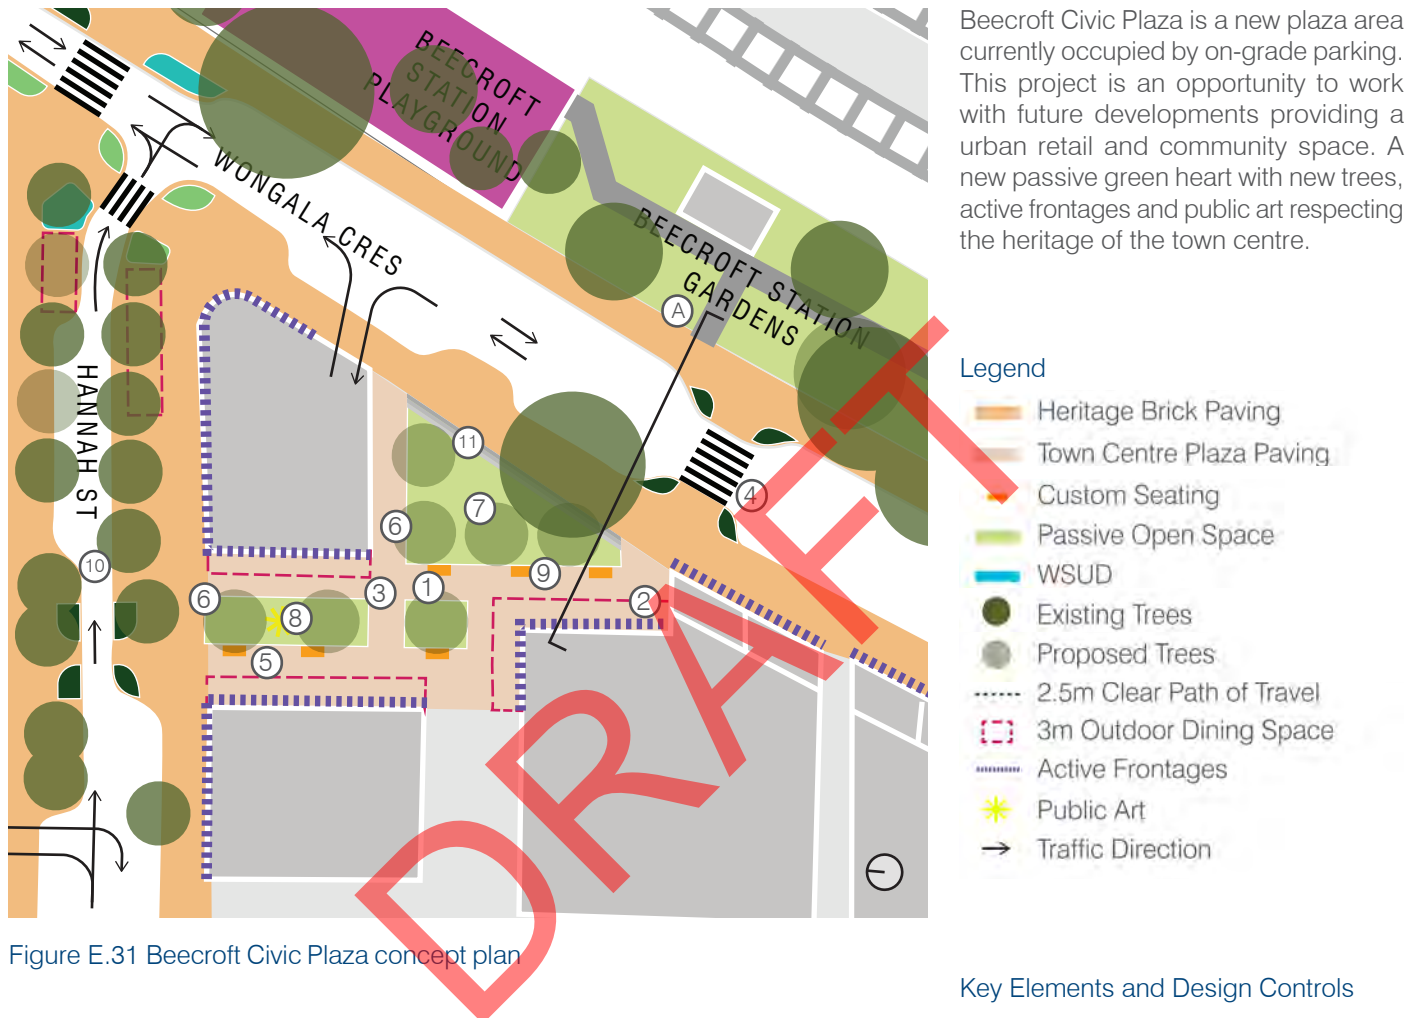 BEECROFT
STATION
PLAYGROUND
WONGALA CRES
BEECROFT STATION
GARDENS
A
HANNAH ST
11
7
6
4
10
9
1
3
2
6
8
5
DRAFT
Figure E.31 Beecroft Civic Plaza concept plan
Beecroft Civic Plaza is a new plaza area
currently occupied by on-grade parking.
This project is an opportunity to work
with future developments providing a
urban retail and community space. A
new passive green heart with new trees,
active frontages and public art respecting
the heritage of the town centre.
Legend
Heritage Brick Paving
Town Centre Plaza Paving
Custom Seating
Passive Open Space
WSUD
Existing Trees
Proposed Trees
2.5m Clear Path of Travel
3m Outdoor Dining Space
Active Frontages
Public Art
Traffic Direction
Key Elements and Design Controls